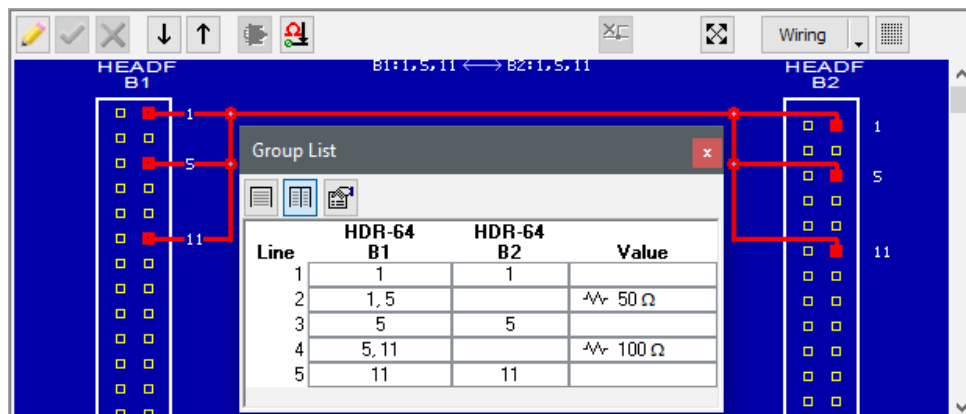 Wiring
HEADF
B1
B1:1,5,11 ⟷ B2:1,5,11
HEADF
B2
1
5
11
1
5
11
Group List
x
Line
HDR-64
B1
HDR-64
B2
Value
1 1 1
2 1, 5 50 Ω
3 5 5
4 5, 11 100 Ω
5 11 11